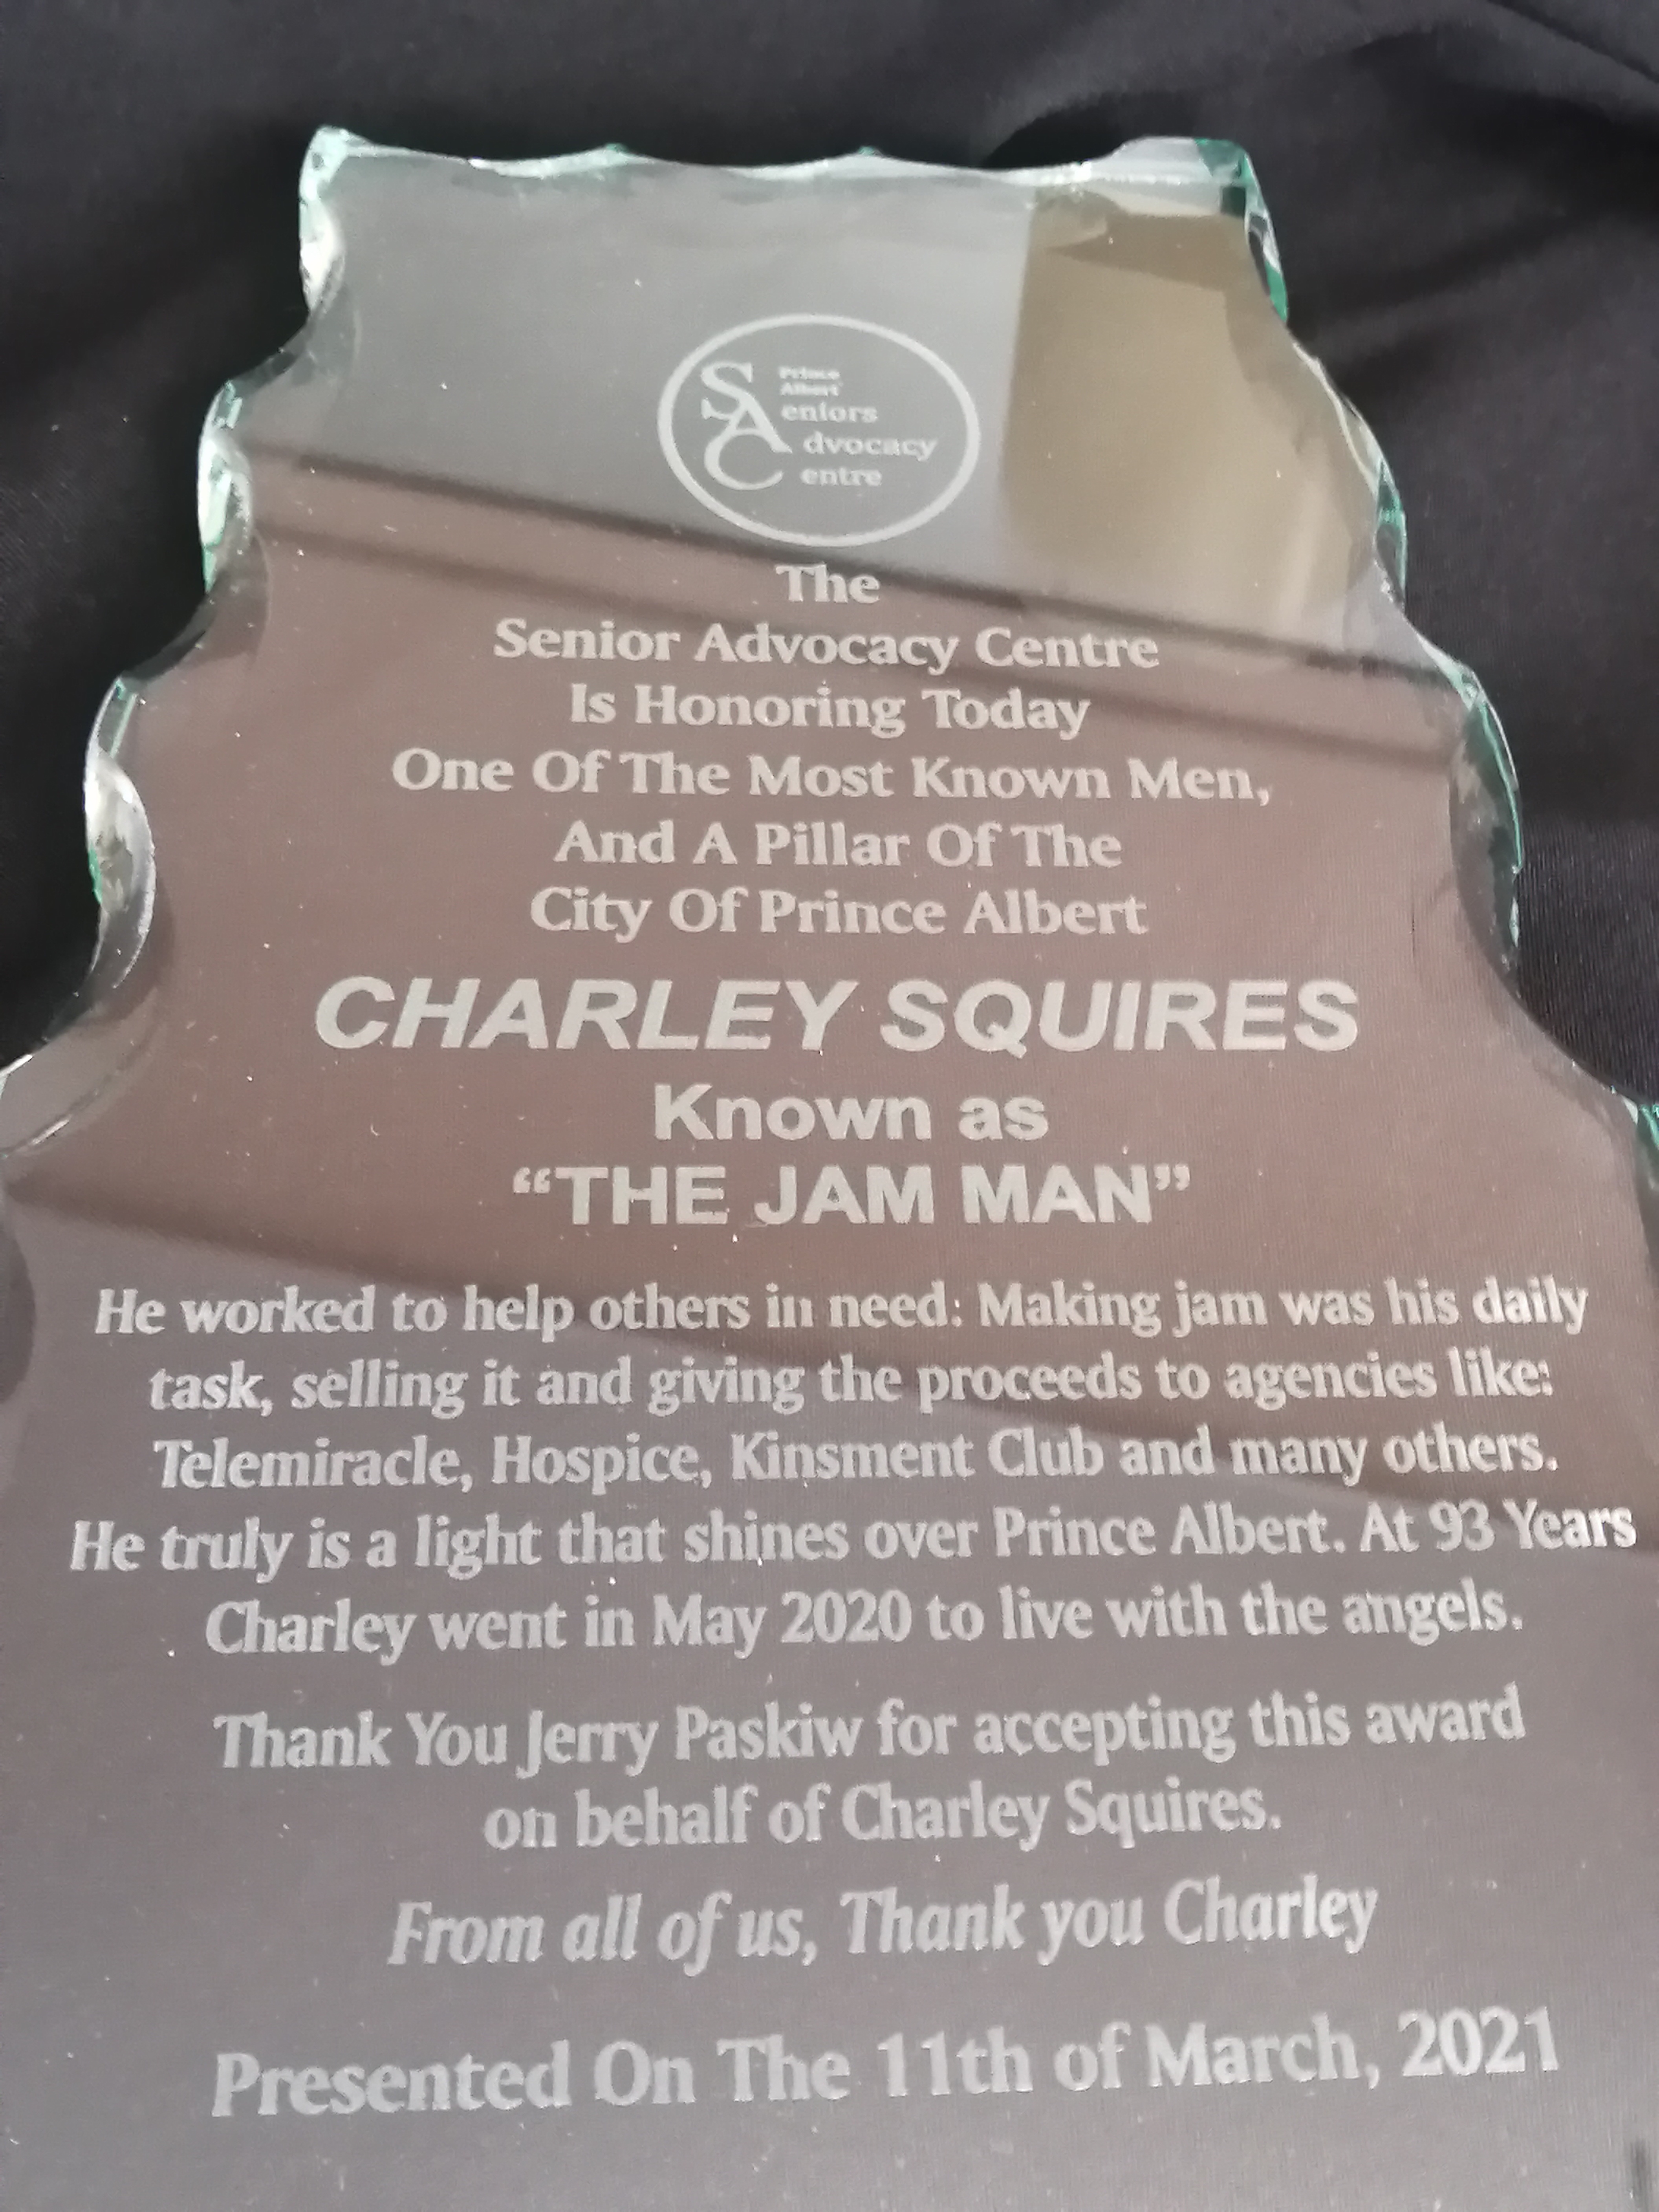 SAC
Prince
Albert
eniors
dvocacy
entre
The
Senior Advocacy Centre
Is Honoring Today
One Of The Most Known Men,
And A Pillar Of The
City Of Prince Albert
CHARLEY SQUIRES
Known as
“THE JAM MAN”
He worked to help others in need: Making jam was his daily
task, selling it and giving the proceeds to agencies like:
Telemiracle, Hospice, Kinsment Club and many others.
He truly is a light that shines over Prince Albert. At 93 Years
Charley went in May 2020 to live with the angels.
Thank You Jerry Paskiw for accepting this award
on behalf of Charley Squires.
From all of us, Thank you Charley
Presented On The 11th of March, 2021